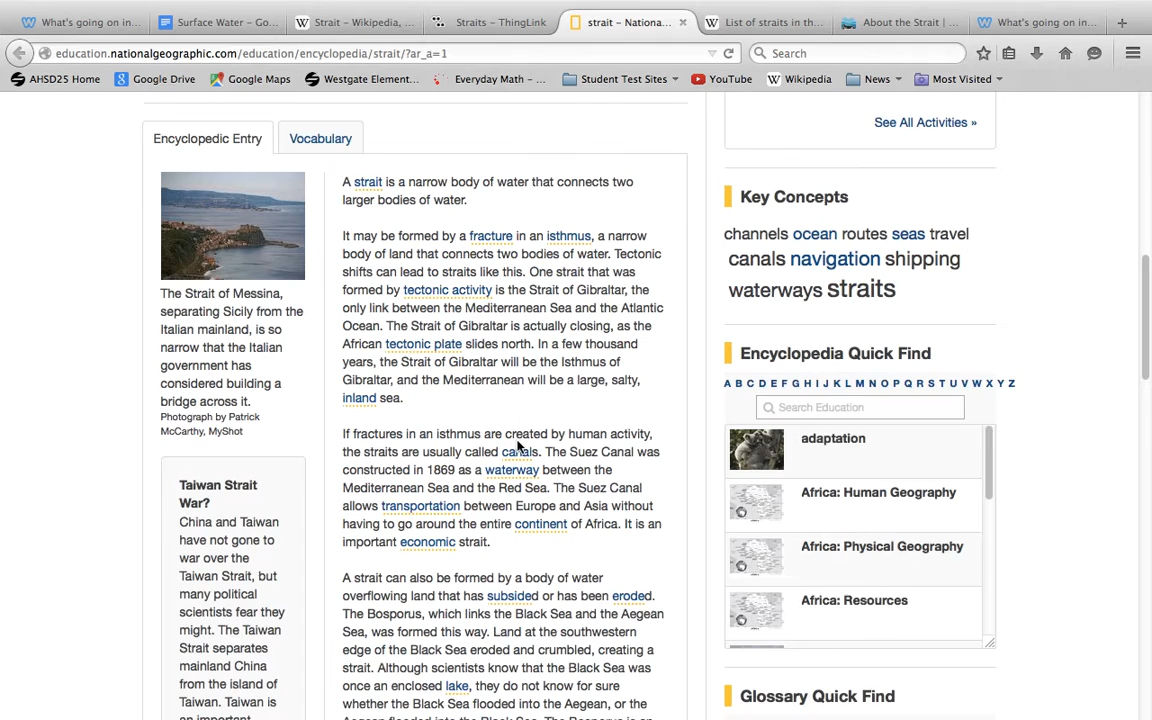 What's going on in...
Surface Water – Go...
Strait – Wikipedia, ...
Straits – ThingLink
strait – Nationa...
List of straits in th...
About the Strait | ...
What's going on in...
education.nationalgeographic.com/education/encyclopedia/strait/?ar_a=1
Search
AHSD25 Home
Google Drive
Google Maps
Westgate Element...
Everyday Math – ...
Student Test Sites
YouTube
Wikipedia
News
Most Visited
Encyclopedic Entry
Vocabulary
The Strait of Messina,
separating Sicily from the
Italian mainland, is so
narrow that the Italian
government has
considered building a
bridge across it.
Photograph by Patrick
McCarthy, MyShot
Taiwan Strait
War?
China and Taiwan
have not gone to
war over the
Taiwan Strait, but
many political
scientists fear they
might. The Taiwan
Strait separates
mainland China
from the island of
Taiwan. Taiwan is
an important
A strait is a narrow body of water that connects two
larger bodies of water.
It may be formed by a fracture in an isthmus, a narrow
body of land that connects two bodies of water. Tectonic
shifts can lead to straits like this. One strait that was
formed by tectonic activity is the Strait of Gibraltar, the
only link between the Mediterranean Sea and the Atlantic
Ocean. The Strait of Gibraltar is actually closing, as the
African tectonic plate slides north. In a few thousand
years, the Strait of Gibraltar will be the Isthmus of
Gibraltar, and the Mediterranean will be a large, salty,
inland sea.
If fractures in an isthmus are created by human activity,
the straits are usually called canals. The Suez Canal was
constructed in 1869 as a waterway between the
Mediterranean Sea and the Red Sea. The Suez Canal
allows transportation between Europe and Asia without
having to go around the entire continent of Africa. It is an
important economic strait.
A strait can also be formed by a body of water
overflowing land that has subsided or has been eroded.
The Bosporus, which links the Black Sea and the Aegean
Sea, was formed this way. Land at the southwestern
edge of the Black Sea eroded and crumbled, creating a
strait. Although scientists know that the Black Sea was
once an enclosed lake, they do not know for sure
whether the Black Sea flooded into the Aegean, or the
Aegean flooded into the Black Sea. The Bosporus is an
See All Activities »
Key Concepts
channels ocean routes seas travel
canals navigation shipping
waterways straits
Encyclopedia Quick Find
A B C D E F G H I J K L M N O P Q R S T U V W X Y Z
Search Education
adaptation
Africa: Human Geography
Africa: Physical Geography
Africa: Resources
Glossary Quick Find